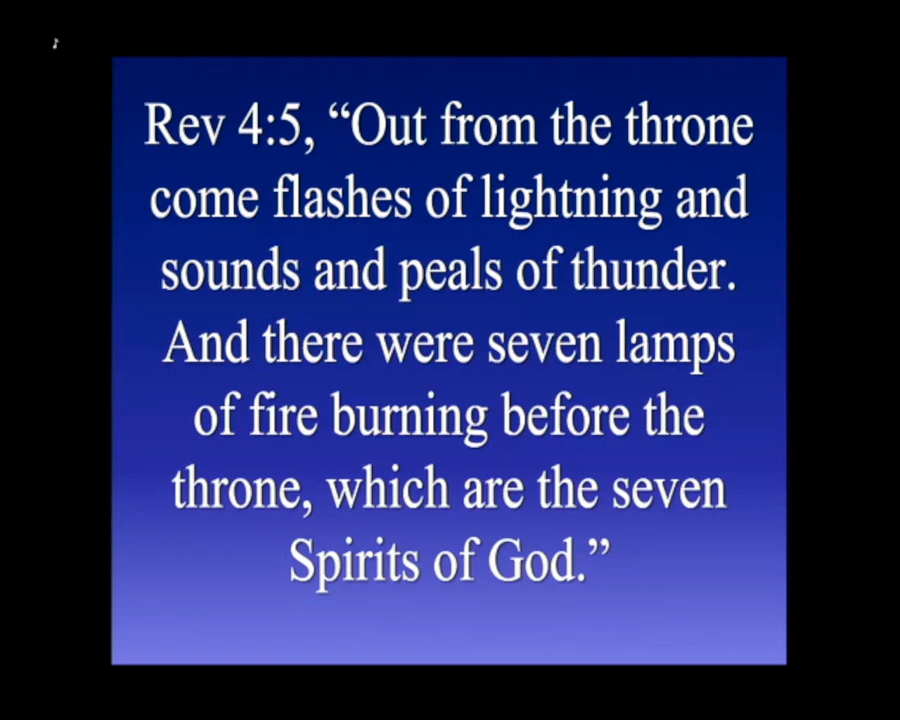 Rev 4:5, “Out from the throne
come flashes of lightning and
sounds and peals of thunder.
And there were seven lamps
of fire burning before the
throne, which are the seven
Spirits of God.”